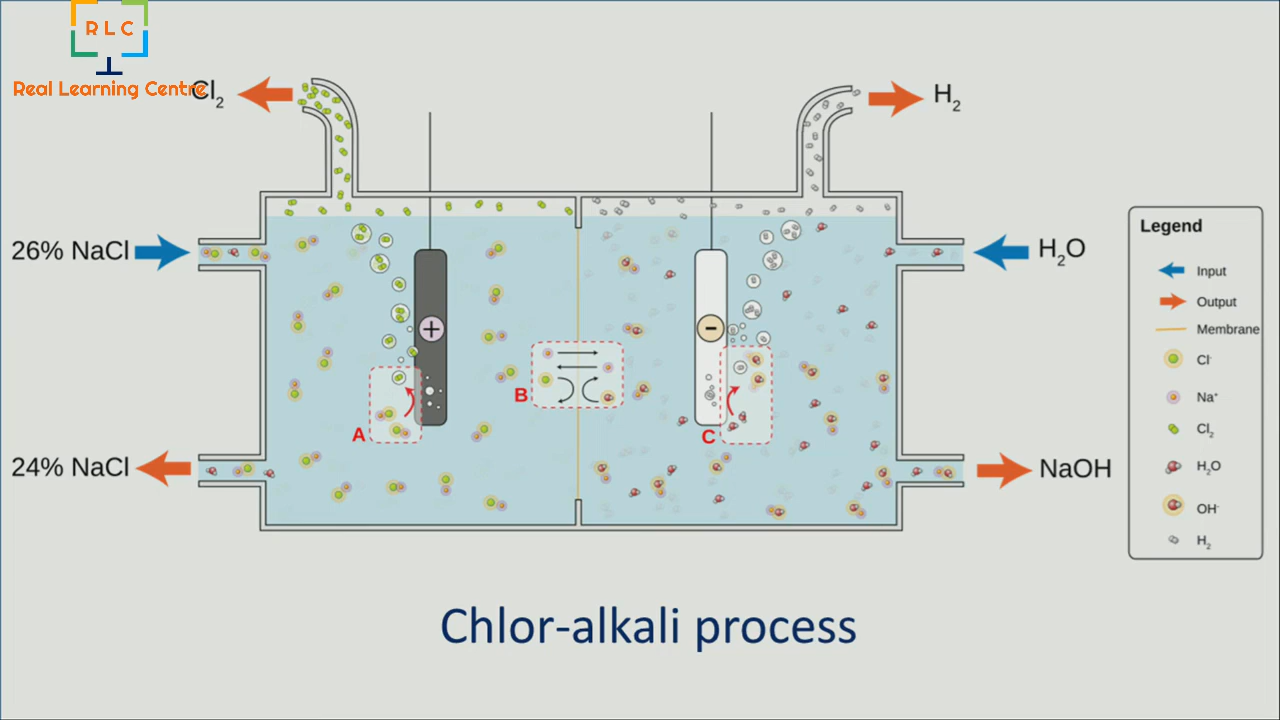 RLC
Real Learning Centre
Cl₂
H₂
26% NaCl
H₂O
24% NaCl
NaOH
+
-
A
B
C
Legend
Input
Output
Membrane
Cl⁻
Na⁺
Cl₂
H₂O
OH⁻
H₂
Chlor-alkali process